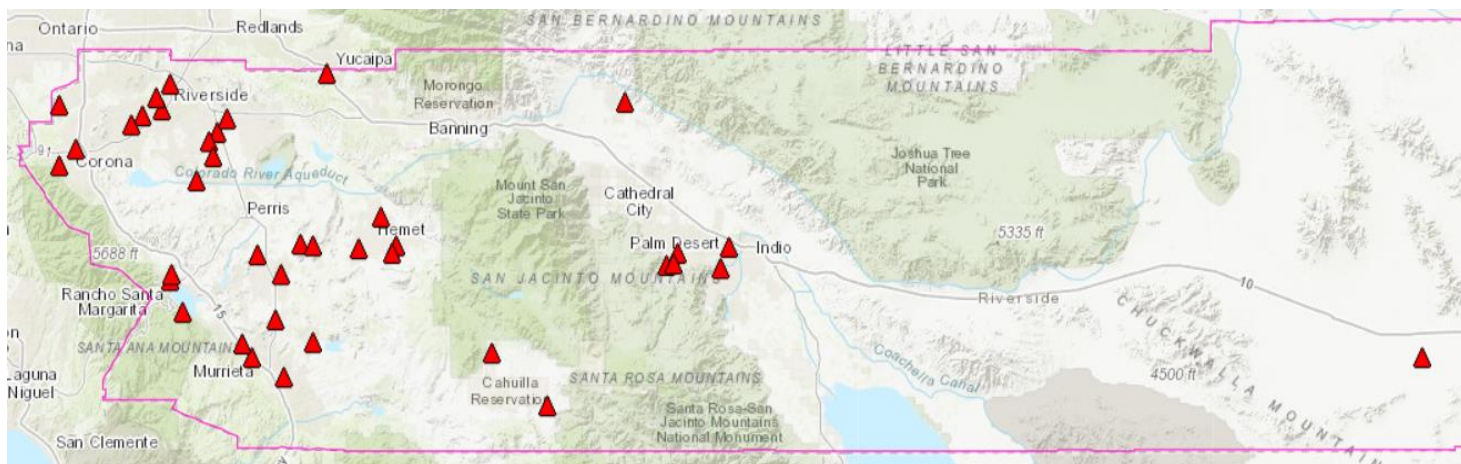 SAN BERNARDINO MOUNTAINS
Ontario
Redlands
na
Yucaipa
LITTLE SAN
BERNARDINO
MOUNTAINS
Morongo
Reservation
Riverside
Banning
91
Corona
Joshua Tree
National
Park
Colorado River Aqueduct
Mount San
Jacinto
State Park
Cathedral
City
Perris
Hemet
5688 ft
Palm Desert
Indio
5335 ft
SAN JACINTO MOUNTAINS
10
Rancho Santa
Margarita
Riverside
15
CHUCKWALLA MOUNTAIN
SANTA ANA MOUNTAINS
Coachella Canal
Murrieta
Laguna
Niguel
Cahuilla
Reservation
SANTA ROSA MOUNTAINS
4500 ft
Santa Rosa-San
Jacinto Mountains
National Monument
San Clemente